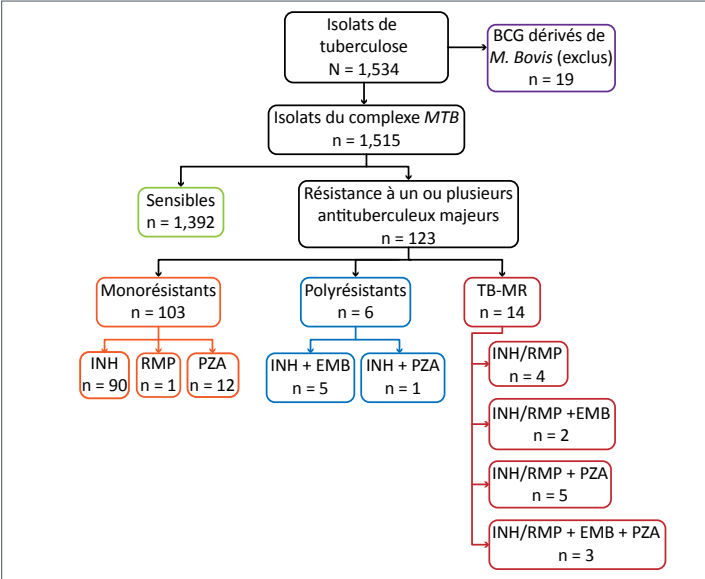 Isolats de
tuberculose
N = 1,534
BCG dérivés de
M. Bovis (exclus)
n = 19
Isolats du complexe MTB
n = 1,515
Sensibles
n = 1,392
Résistance à un ou plusieurs
antituberculeux majeurs
n = 123
Monorésistants
n = 103
Polyrésistants
n = 6
TB-MR
n = 14
INH
n = 90
RMP
n = 1
PZA
n = 12
INH + EMB
n = 5
INH + PZA
n = 1
INH/RMP
n = 4
INH/RMP +EMB
n = 2
INH/RMP + PZA
n = 5
INH/RMP + EMB + PZA
n = 3